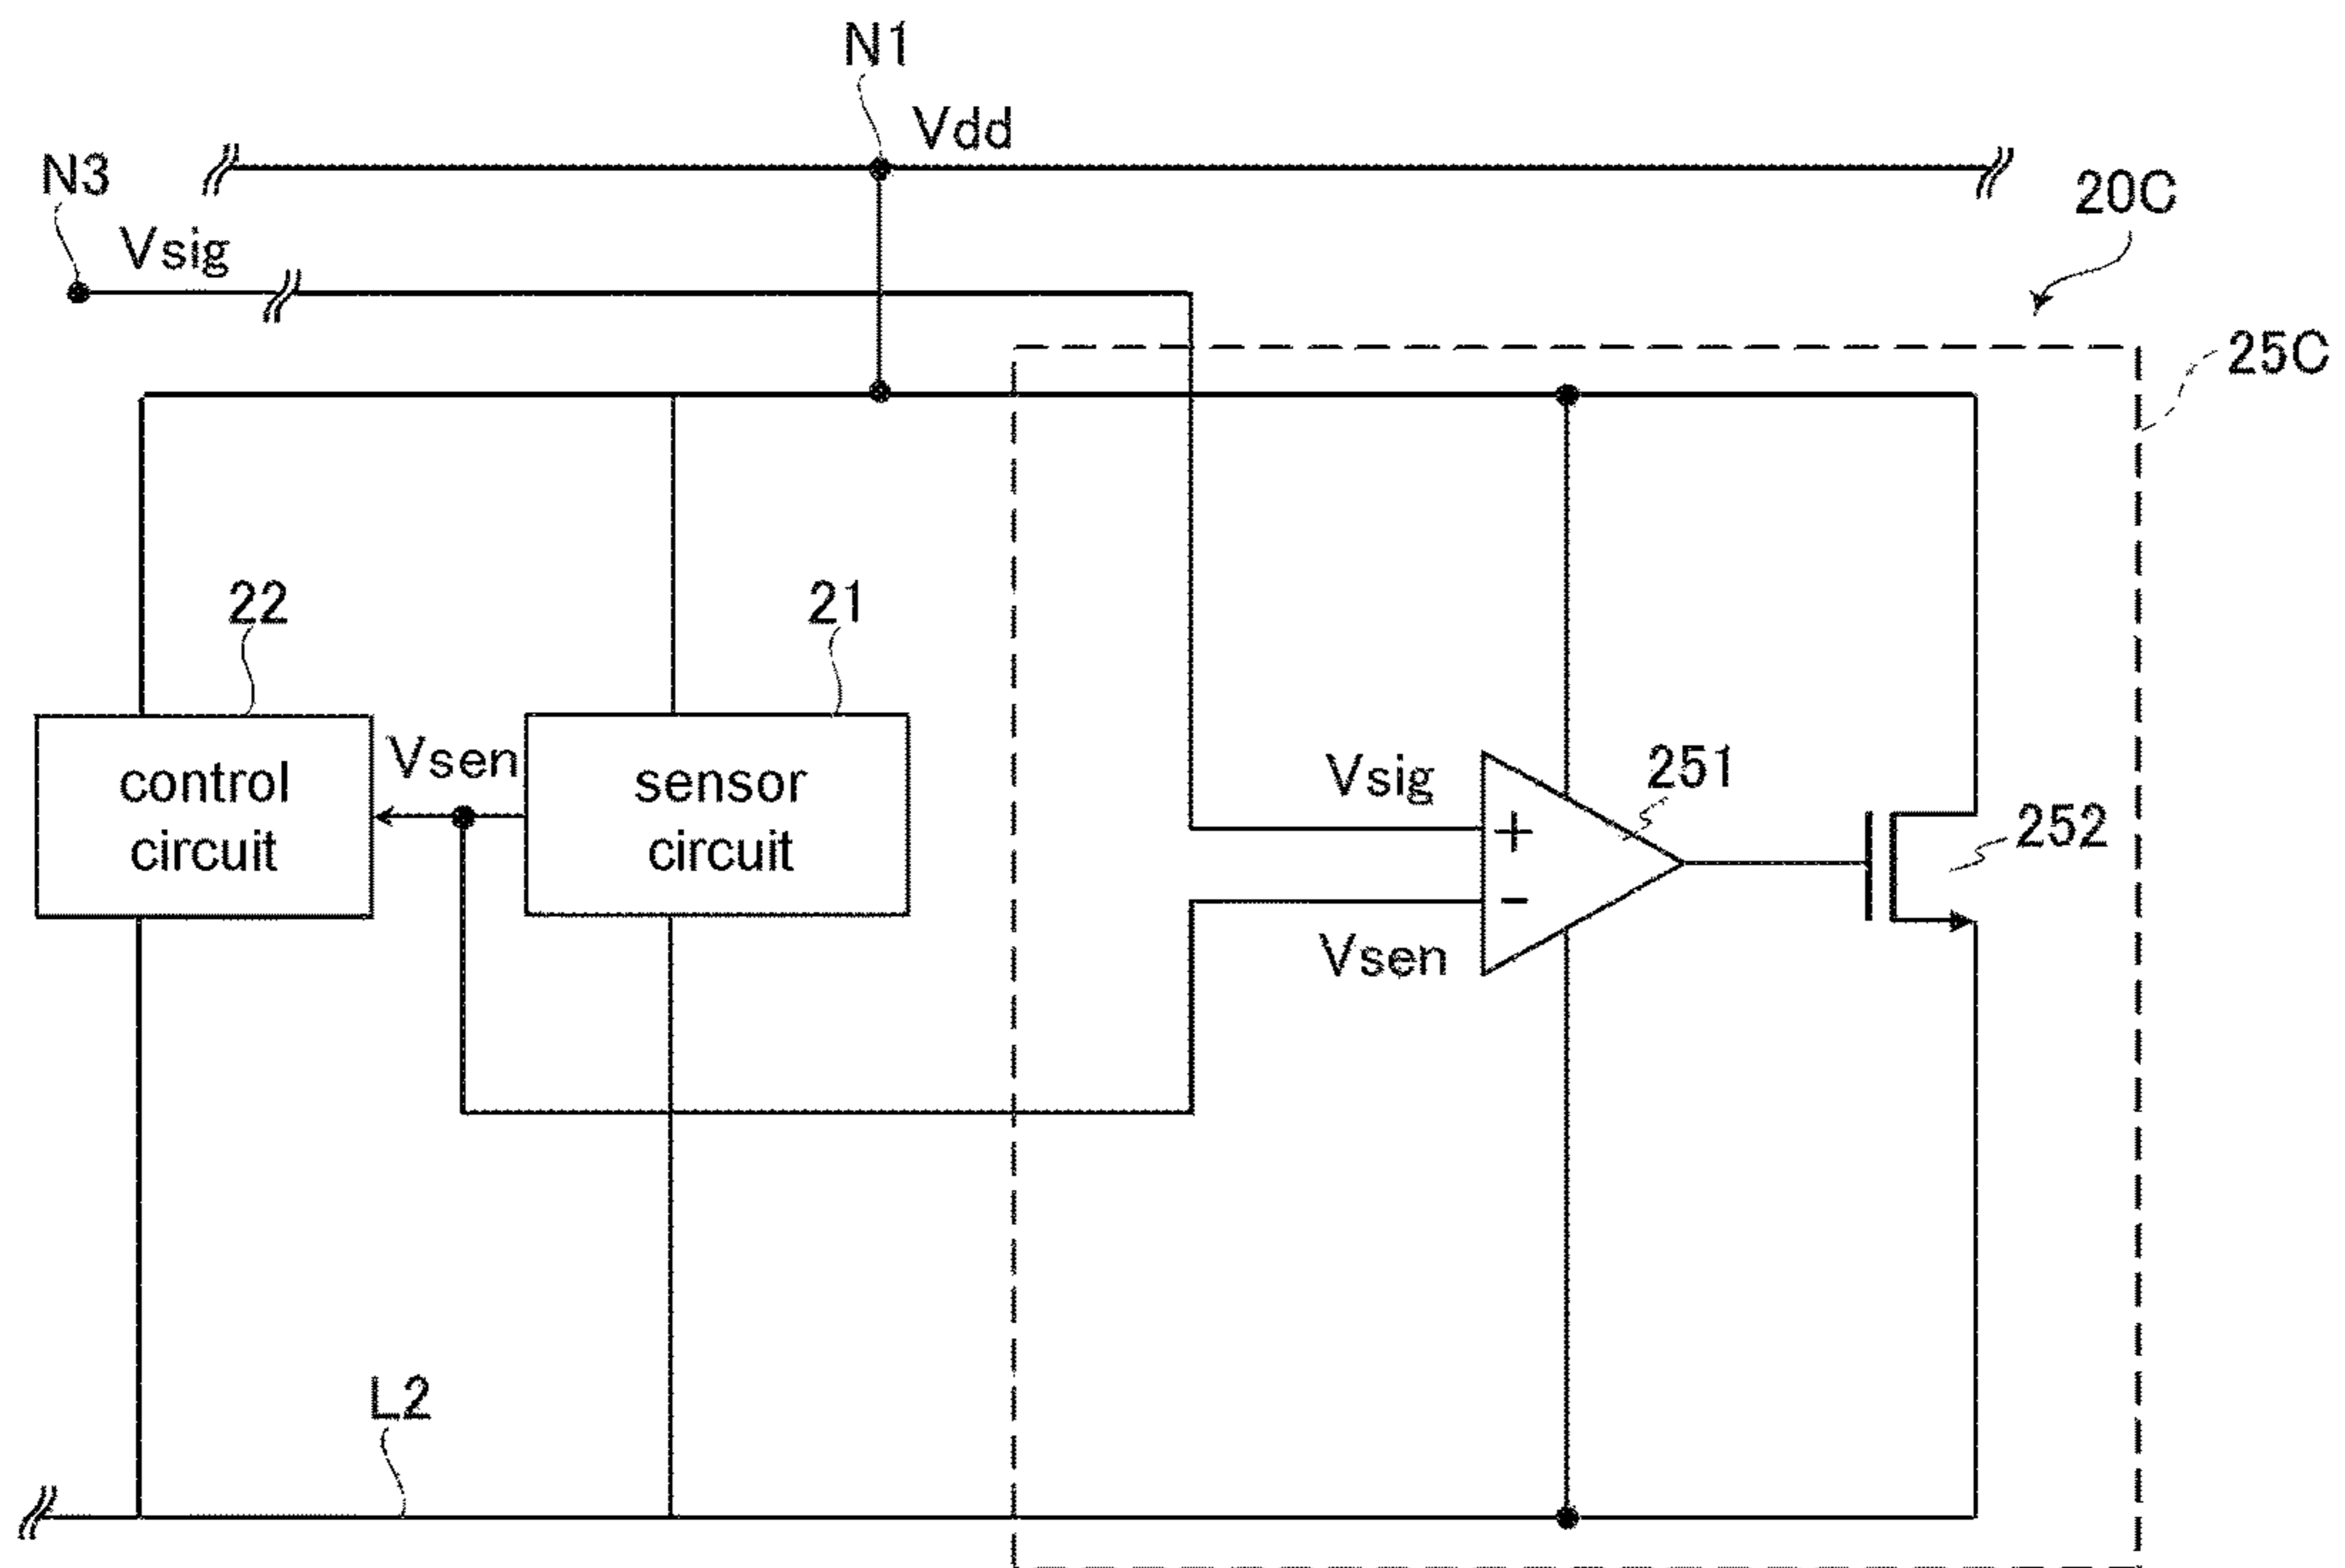 N1
Vdd
N3
Vsig
20C
25C
22
21
control
circuit
Vsen
sensor
circuit
Vsig
251
+
-
252
Vsen
L2